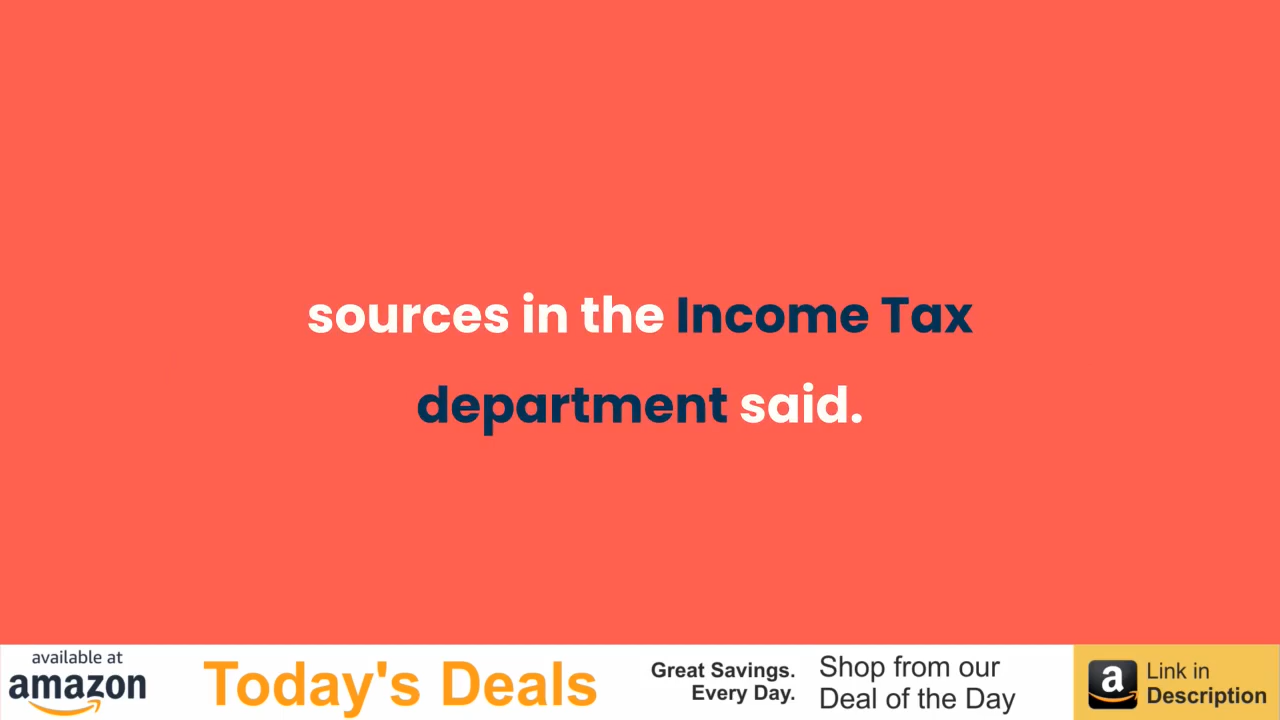 sources in the Income Tax
department said.
available at
amazon
Today's Deals
Great Savings.
Every Day.
Shop from our
Deal of the Day
a
Link in
Description